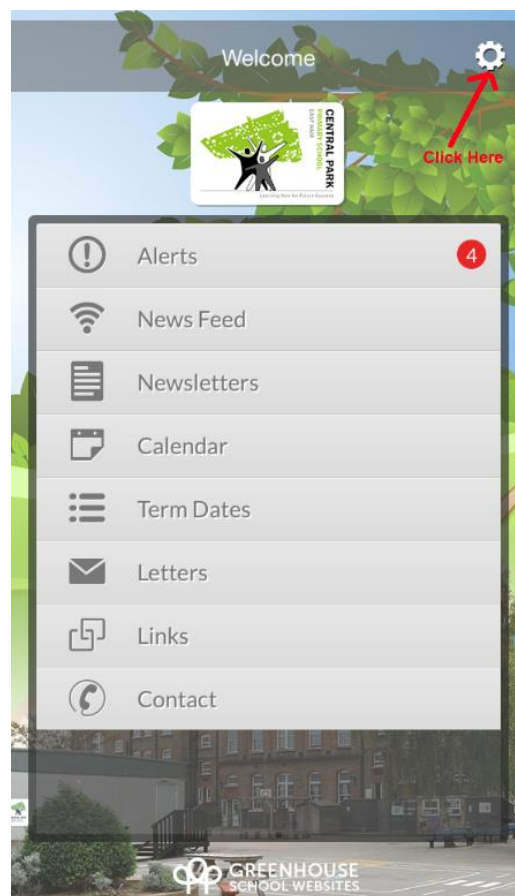 Welcome
Click Here
CENTRAL PARK
PRIMARY SCHOOL
EAST HAM
Learning Now for Future Success
Alerts
4
News Feed
Newsletters
Calendar
Term Dates
Letters
Links
Contact
GREENHOUSE
SCHOOL WEBSITES